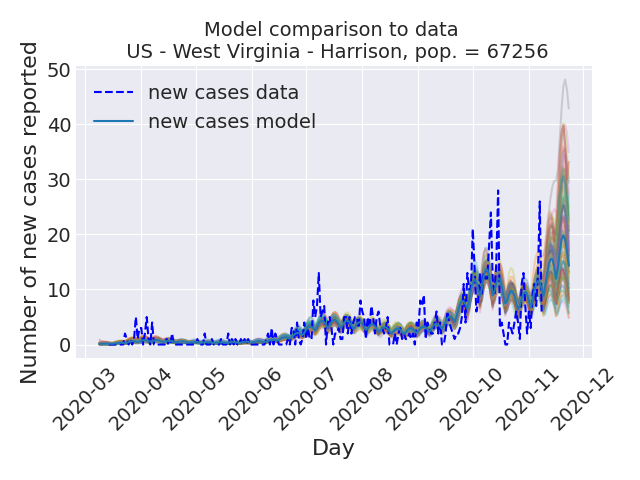 Model comparison to data
US - West Virginia - Harrison, pop. = 67256
Number of new cases reported
50
40
30
20
10
0
new cases data
new cases model
2020-03
2020-04
2020-05
2020-06
2020-07
2020-08
2020-09
2020-10
2020-11
2020-12
Day